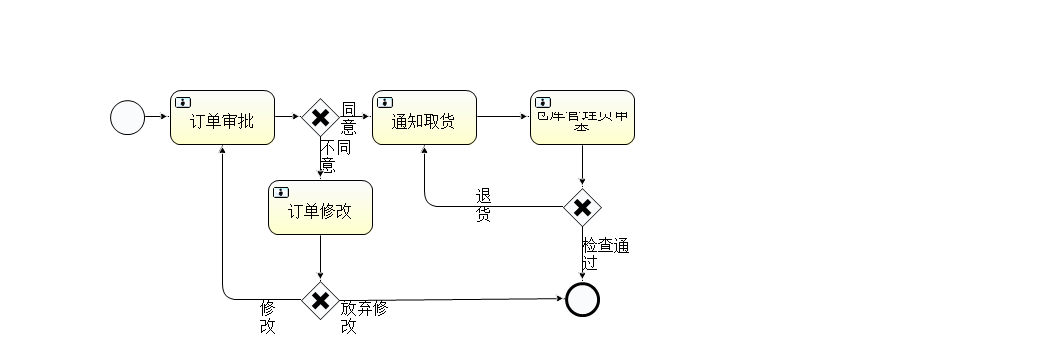 订单审批
同
意
通知取货
仓库管理员审
查
不同
意
退
货
订单修改
检查通
过
修
改
放弃修
改